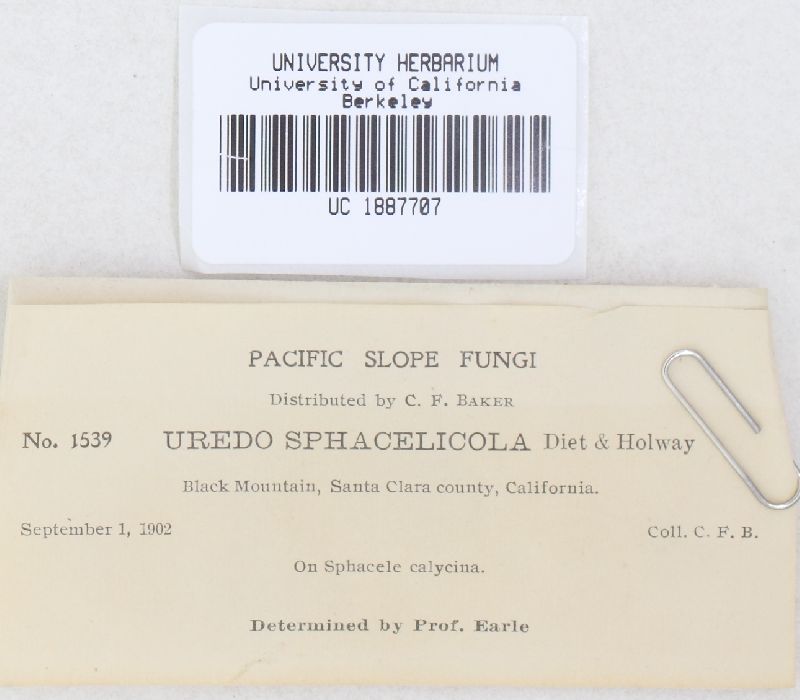 UNIVERSITY HERBARIUM
University of California
Berkeley
UC 1887707
PACIFIC SLOPE FUNGI
Distributed by C. F. BAKER
No. 1539 UREDO SPHACELICOLA Diet & Holway
Black Mountain, Santa Clara county, California.
September 1, 1902 Coll. C. F. B.
On Sphacele calycina.
Determined by Prof. Earle